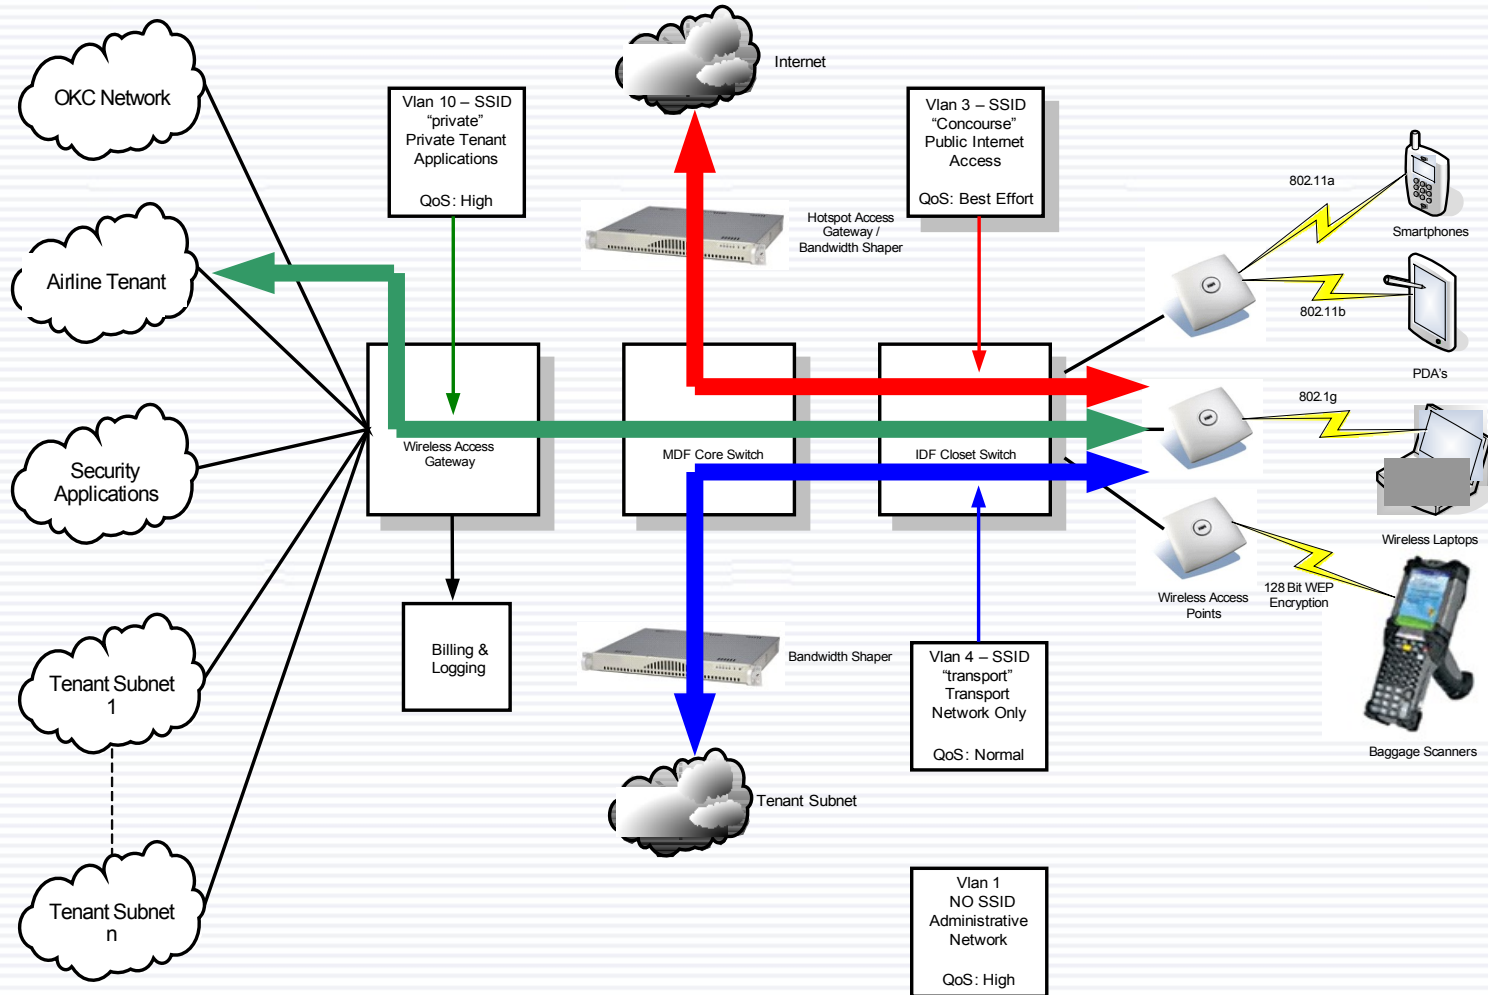 OKC Network
Airline Tenant
Security
Applications
Tenant Subnet
1
Tenant Subnet
n
Vlan 10 – SSID
“private”
Private Tenant
Applications
QoS: High
Wireless Access
Gateway
Billing &
Logging
Internet
Hotspot Access
Gateway /
Bandwidth Shaper
MDF Core Switch
Bandwidth Shaper
Tenant Subnet
Vlan 3 – SSID
“Concourse”
Public Internet
Access
QoS: Best Effort
IDF Closet Switch
Vlan 4 – SSID
“transport”
Transport
Network Only
QoS: Normal
Vlan 1
NO SSID
Administrative
Network
QoS: High
802.11a
Smartphones
802.11b
PDA's
802.1g
Wireless Laptops
Wireless Access
Points
128 Bit WEP
Encryption
Baggage Scanners